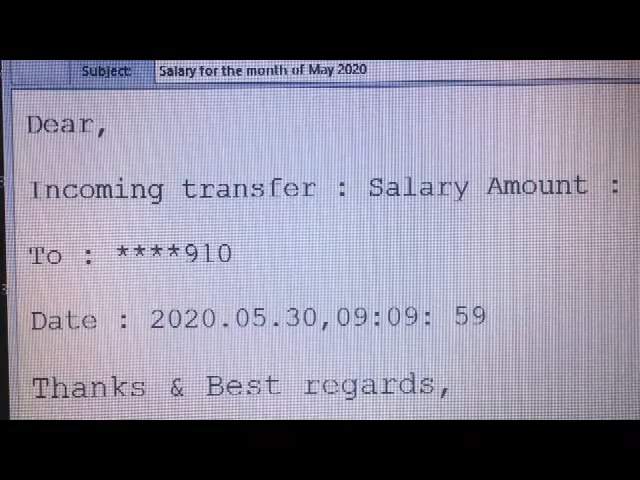 Subject: Salary for the month of May 2020
Dear,
Incoming transfer : Salary Amount :
To : ****910
Date : 2020.05.30,09:09: 59
Thanks & Best regards,